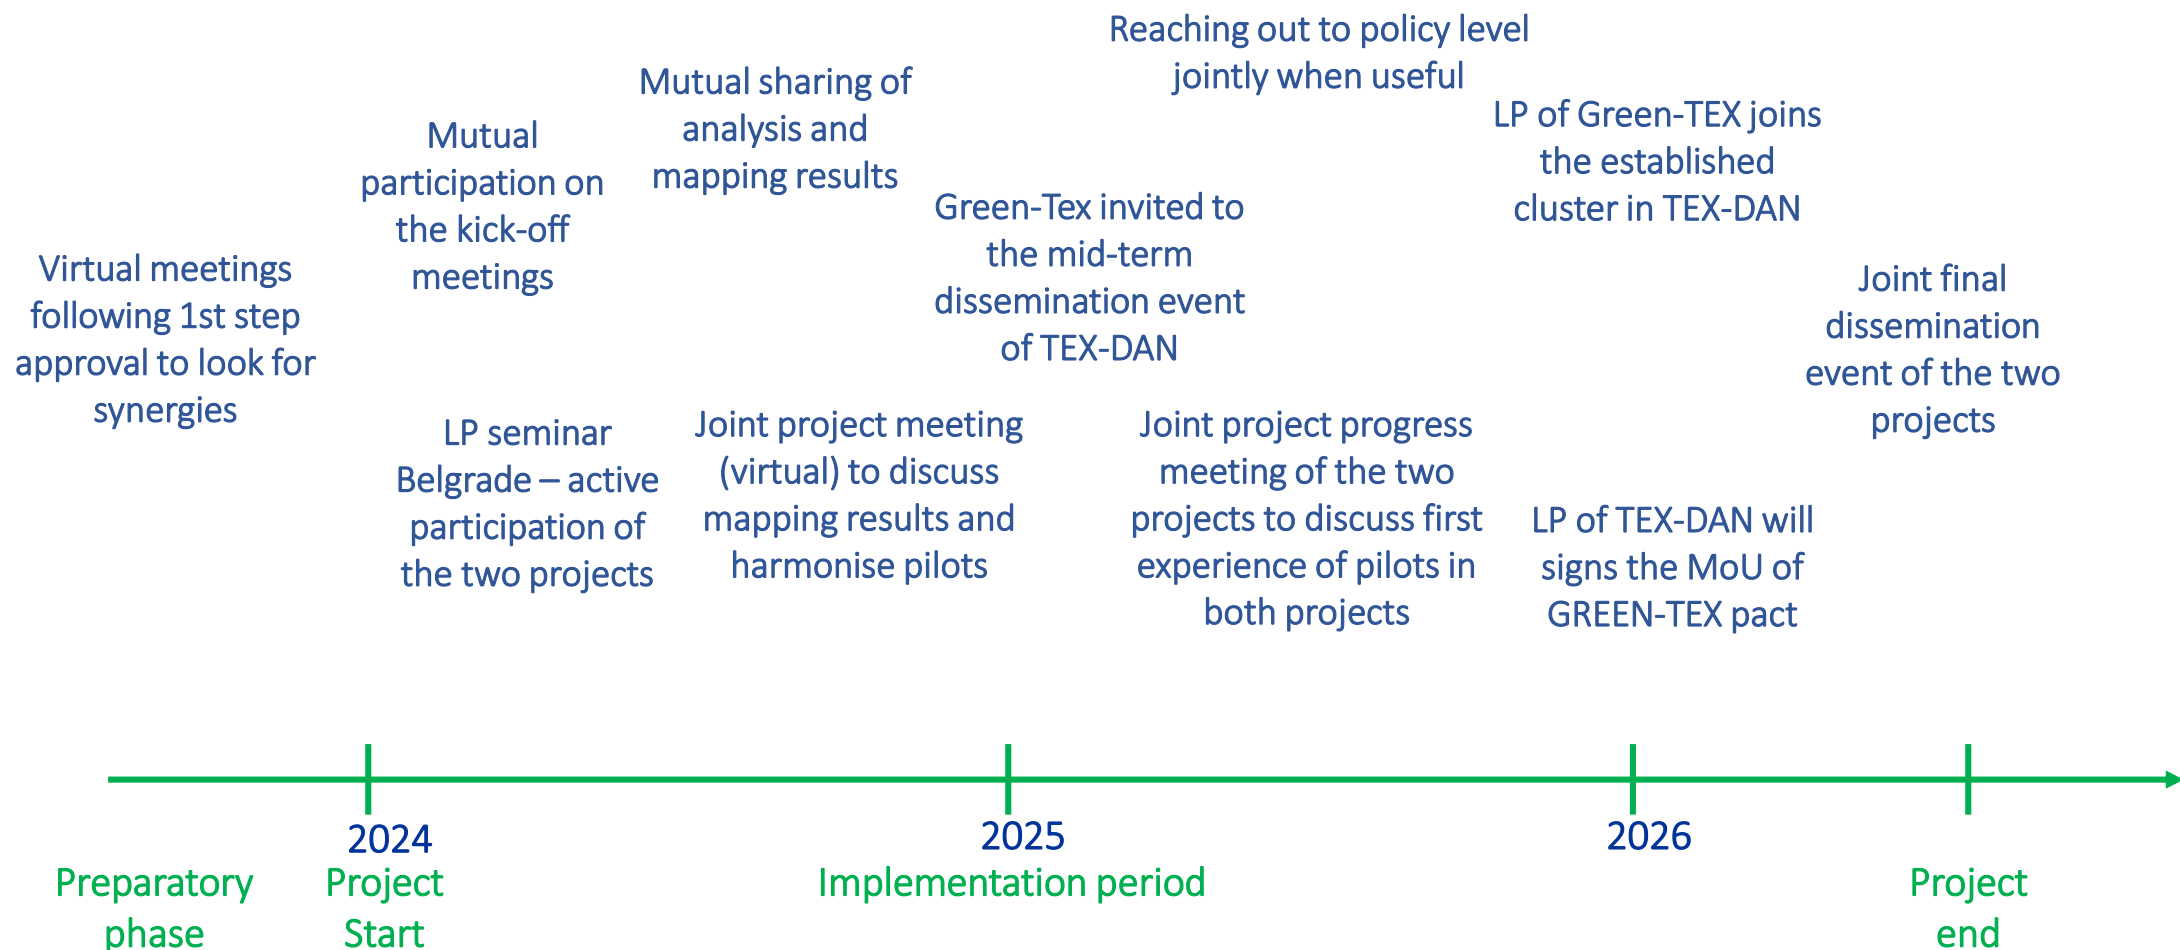 Virtual meetings
following 1st step
approval to look for
synergies
Mutual
participation on
the kick-off
meetings
LP seminar
Belgrade – active
participation of
the two projects
Mutual sharing of
analysis and
mapping results
Joint project meeting
(virtual) to discuss
mapping results and
harmonise pilots
Green-Tex invited to
the mid-term
dissemination event
of TEX-DAN
Reaching out to policy level
jointly when useful
Joint project progress
meeting of the two
projects to discuss first
experience of pilots in
both projects
LP of Green-TEX joins
the established
cluster in TEX-DAN
LP of TEX-DAN will
signs the MoU of
GREEN-TEX pact
Joint final
dissemination
event of the two
projects
2024
2025
2026
Preparatory
phase
Project
Start
Implementation period
Project
end